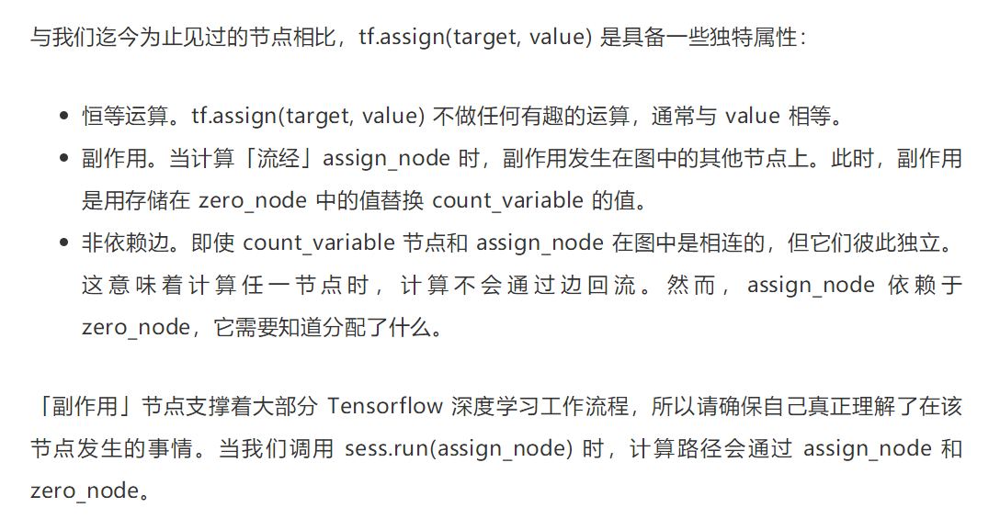 与我们迄今为止见过的节点相比，tf.assign(target, value) 是具备一些独特属性：
• 恒等运算。tf.assign(target, value) 不做任何有趣的运算，通常与 value 相等。
• 副作用。当计算「流经」assign_node 时，副作用发生在图中的其他节点上。此时，副作用
是用存储在 zero_node 中的值替换 count_variable 的值。
• 非依赖边。即使 count_variable 节点和 assign_node 在图中是相连的，但它们彼此独立。
这意味着计算任一节点时，计算不会通过边回流。然而，assign_node 依赖于
zero_node，它需要知道分配了什么。
「副作用」节点支撑着大部分 Tensorflow 深度学习工作流程，所以请确保自己真正理解了在该
节点发生的事情。当我们调用 sess.run(assign_node) 时，计算路径会通过 assign_node 和
zero_node。